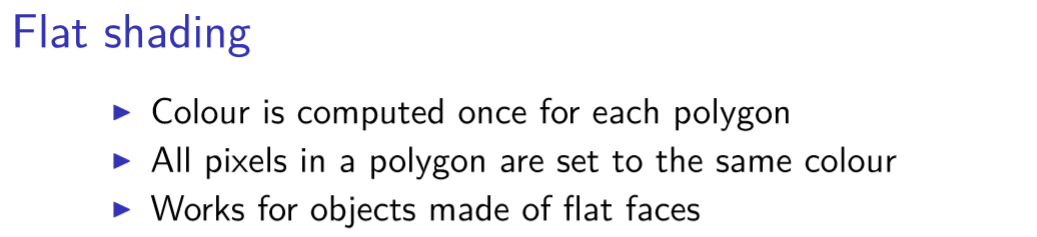 Flat shading
Colour is computed once for each polygon
All pixels in a polygon are set to the same colour
Works for objects made of flat faces